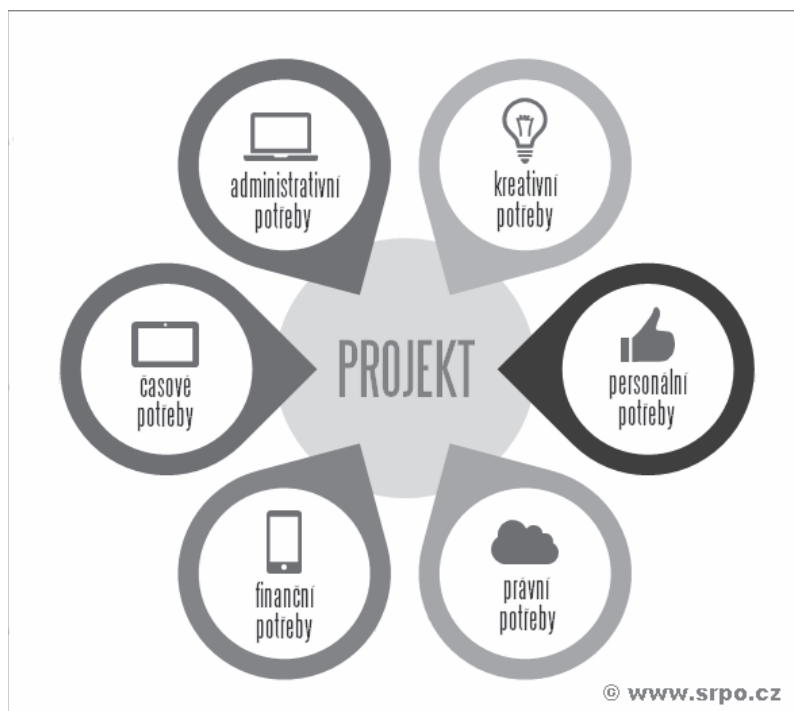 administrativní
potřeby
kreativní
potřeby
časové
potřeby
PROJEKT
personální
potřeby
finanční
potřeby
právní
potřeby
© www.srpo.cz